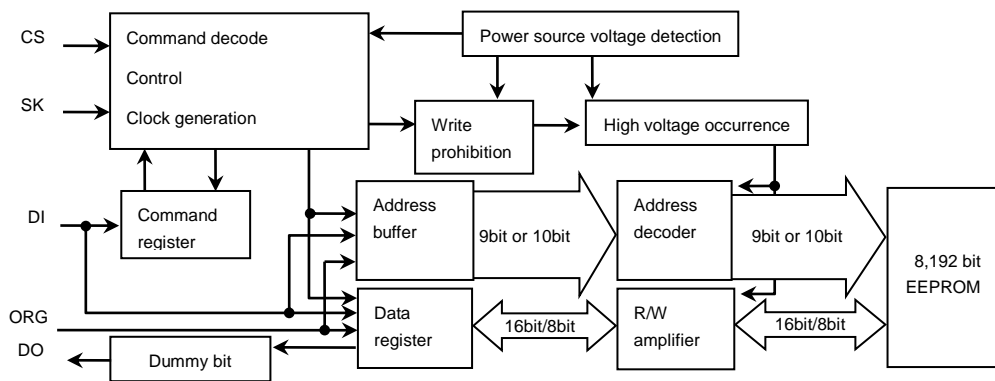 CS
Command decode
Control
Clock generation
Power source voltage detection
SK
Write
prohibition
High voltage occurrence
DI
Command
register
Address
buffer
9bit or 10bit
Address
decoder
9bit or 10bit
8,192 bit
EEPROM
ORG
DO
Dummy bit
Data
register
16bit/8bit
R/W
amplifier
16bit/8bit